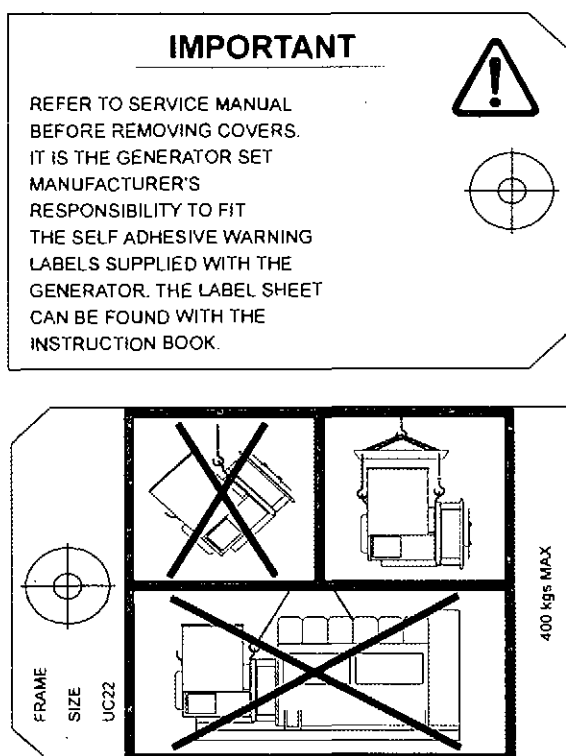 IMPORTANT
REFER TO SERVICE MANUAL
BEFORE REMOVING COVERS.
IT IS THE GENERATOR SET
MANUFACTURER'S
RESPONSIBILITY TO FIT
THE SELF ADHESIVE WARNING
LABELS SUPPLIED WITH THE
GENERATOR. THE LABEL SHEET
CAN BE FOUND WITH THE
INSTRUCTION BOOK.
FRAME
SIZE
UC22
400 kgs MAX